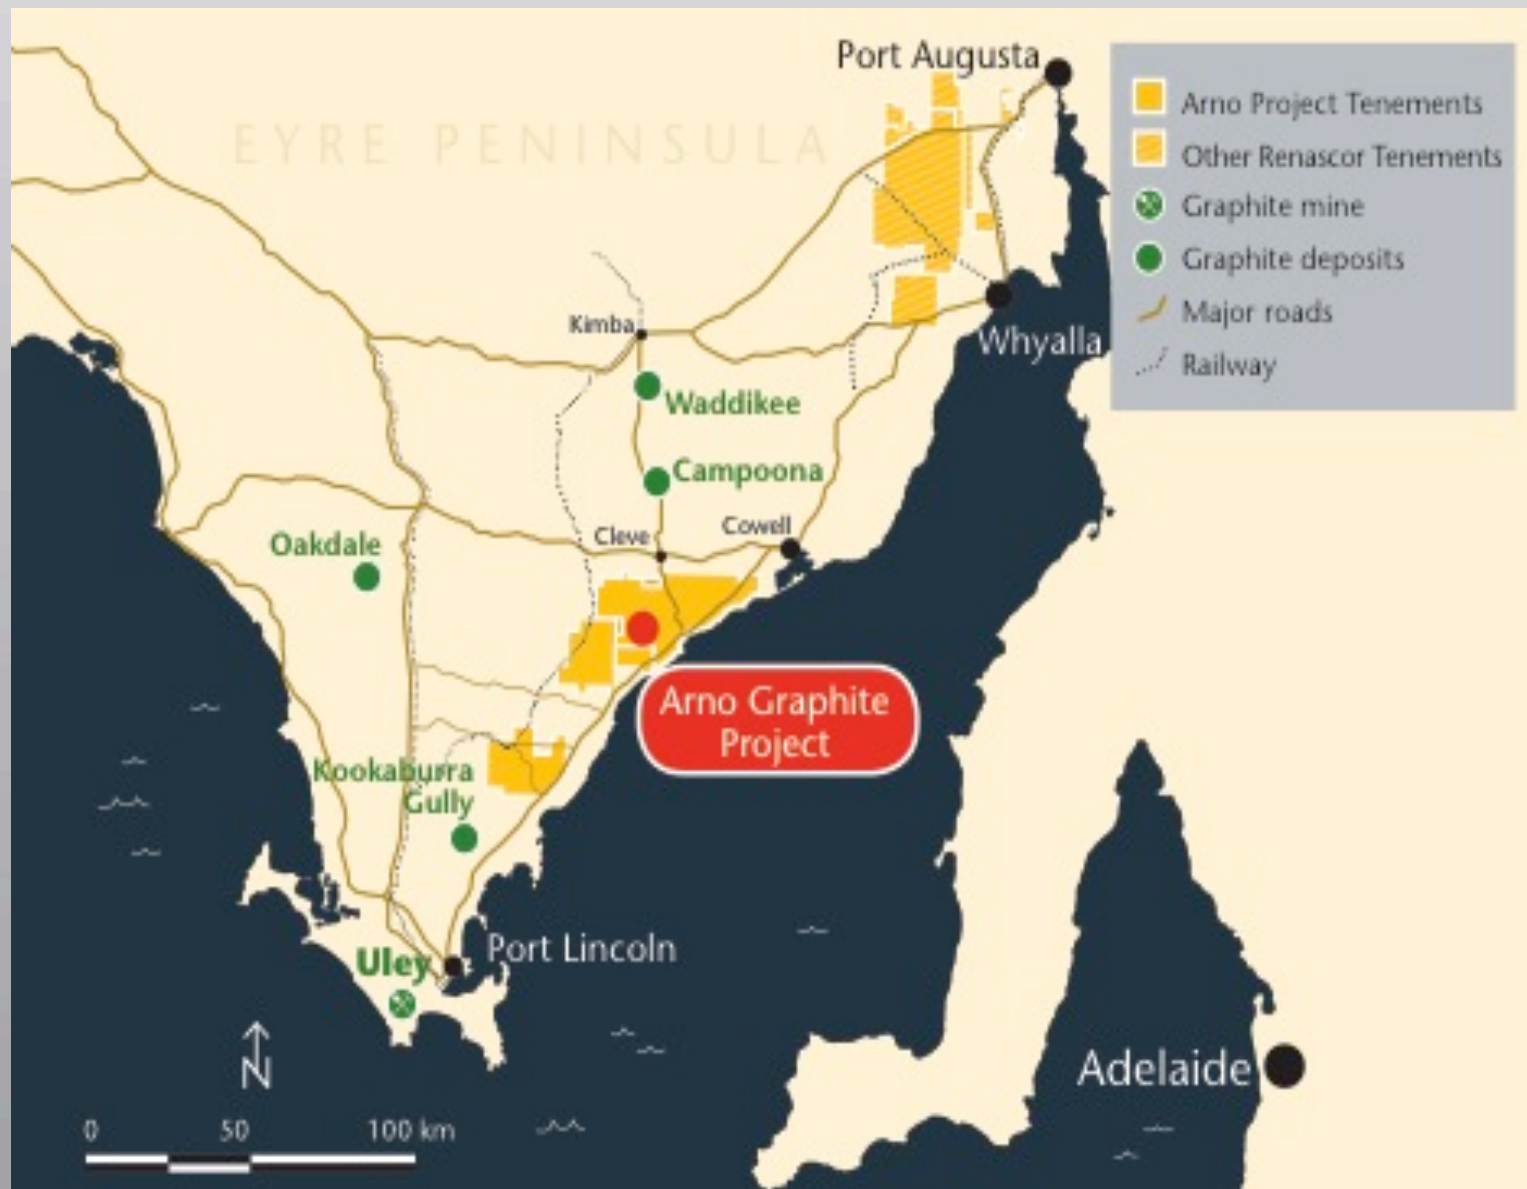 Port Augusta
EYRE PENINSULA
Arno Project Tenements
Other Renascor Tenements
Graphite mine
Graphite deposits
Major roads
Railway
Kimba
Whyalla
Waddikee
Campoona
Cleve
Cowell
Oakdale
Arno Graphite
Project
Kookaburra
Gully
Uley
Port Lincoln
N
Adelaide
0 50 100 km